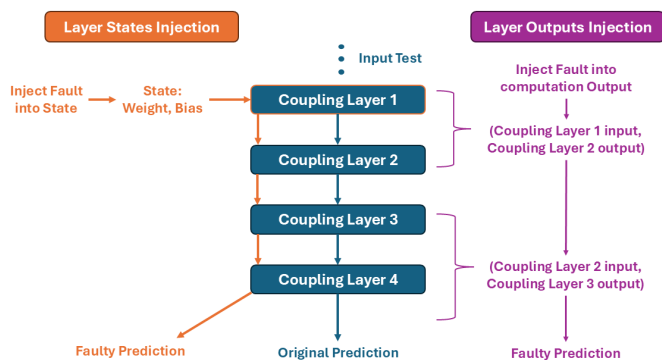 Layer States Injection
Layer Outputs Injection
Input Test
Inject Fault
into State
State:
Weight, Bias
Coupling Layer 1
Coupling Layer 2
Coupling Layer 3
Coupling Layer 4
Inject Fault into
computation Output
(Coupling Layer 1 input,
Coupling Layer 2 output)
(Coupling Layer 2 input,
Coupling Layer 3 output)
Faulty Prediction
Original Prediction
Faulty Prediction